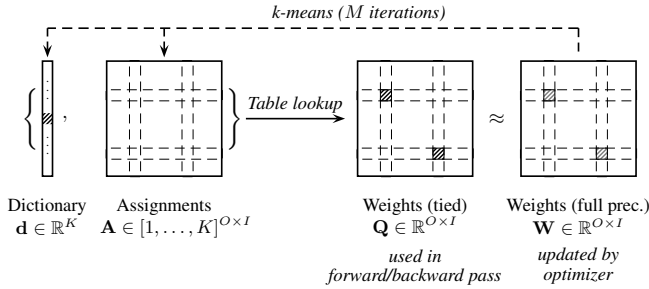 k-means (M iterations)
{ , } Table lookup ≈
Dictionary Assignments Weights (tied) Weights (full prec.)
d ∈ ℝ^K A ∈ [1, . . . , K]^{O×I} Q ∈ ℝ^{O×I} W ∈ ℝ^{O×I}
used in updated by
forward/backward pass optimizer